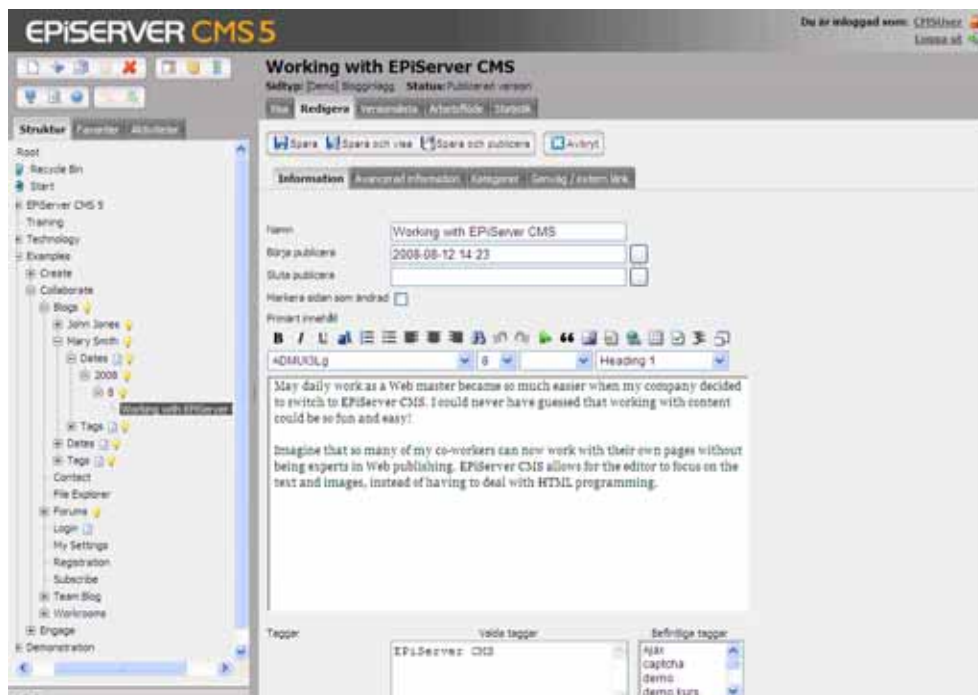 EPiSERVER CMS 5
Du är inloggad som: CMSUser
Logga ut
Struktur Favoriter Aktiviteter
Root
Recycle Bin
Start
EPiServer CMS 5
Training
Technology
Examples
Create
Collaborate
Blogs
John Jones
Mary Smith
Dates
2008
8
Working with EPiServer
Tags
Dates
Tags
Contact
File Explorer
Forums
Login
My Settings
Registration
Subscribe
Team Blog
Workrooms
Engage
Demonstration
Working with EPiServer CMS
Sidtyp: [Demo] Blogginlägg Status: Publicerad version
Visa Redigera Versionslista Arbetsflöde Statistik
Spara Spara och visa Spara och publicera Avbryt
Information Avancerad information Kategorier Genväg / extern länk
Namn Working with EPiServer CMS
Börja publicera 2008-08-12 14:23
Sluta publicera
Markera sidan som ändrad
Primärt innehåll
B I U
ADMUI3Lg 6 Heading 1
May daily work as a Web master became so much easier when my company decided
to switch to EPiServer CMS. I could never have guessed that working with content
could be so fun and easy!
Imagine that so many of my co-workers can now work with their own pages without
being experts in Web publishing. EPiServer CMS allows for the editor to focus on the
text and images, instead of having to deal with HTML programming.
Taggar Valda taggar Befintliga taggar
EPiServer CMS
Ajax
captcha
demo
demo kurs